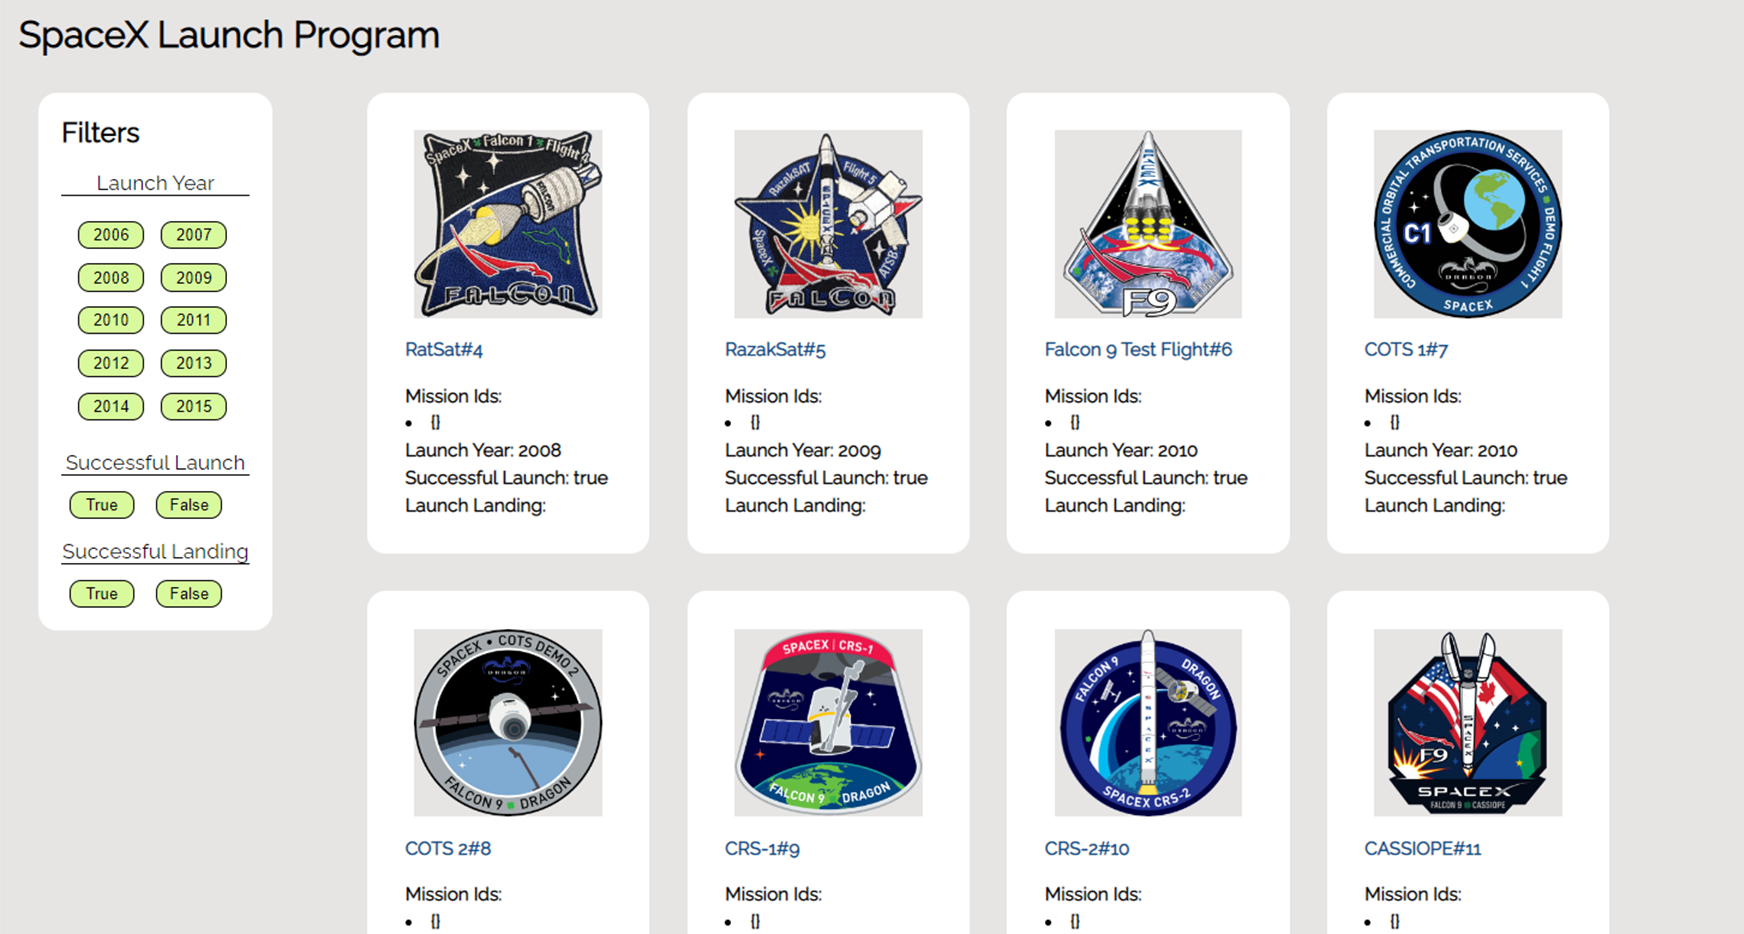 SpaceX Launch Program
Filters
Launch Year
2006 2007
2008 2009
2010 2011
2012 2013
2014 2015
Successful Launch
True False
Successful Landing
True False
SpaceX Falcon 1 Flight 4
FALCON
FALCON
RatSat#4
Mission Ids:
• {}
Launch Year: 2008
Successful Launch: true
Launch Landing:
RazakSAT Flight 5
SPACEX
SpaceX
ATSB
FALCON
RazakSat#5
Mission Ids:
• {}
Launch Year: 2009
Successful Launch: true
Launch Landing:
SPACEX
F9
Falcon 9 Test Flight#6
Mission Ids:
• {}
Launch Year: 2010
Successful Launch: true
Launch Landing:
COMMERCIAL ORBITAL TRANSPORTATION SERVICES DEMO FLIGHT 1
C1
DRAGON
SPACEX
COTS 1#7
Mission Ids:
• {}
Launch Year: 2010
Successful Launch: true
Launch Landing:
SPACEX • COTS DEMO 2
DRAGON
FALCON 9 DRAGON
COTS 2#8
Mission Ids:
• {}
SPACEX | CRS-1
DRAGON
FALCON 9 DRAGON
CRS-1#9
Mission Ids:
• {}
FALCON 9 DRAGON
SPACEX
DRAGON
SPACEX CRS-2
CRS-2#10
Mission Ids:
• {}
SPACEX
F9
SPACEX
FALCON 9 CASSIOPE
CASSIOPE#11
Mission Ids:
• {}